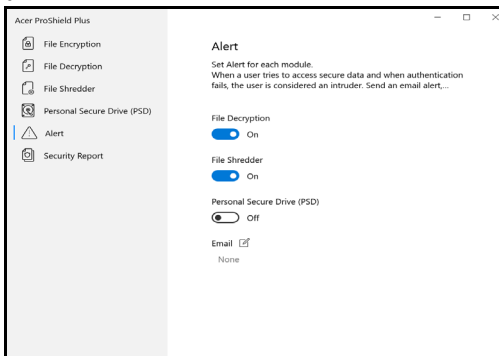 Acer ProShield Plus
File Encryption
File Decryption
File Shredder
Personal Secure Drive (PSD)
Alert
Security Report
Alert
Set Alert for each module.
When a user tries to access secure data and when authentication
fails, the user is considered an intruder. Send an email alert,...
File Decryption
On
File Shredder
On
Personal Secure Drive (PSD)
Off
Email
None